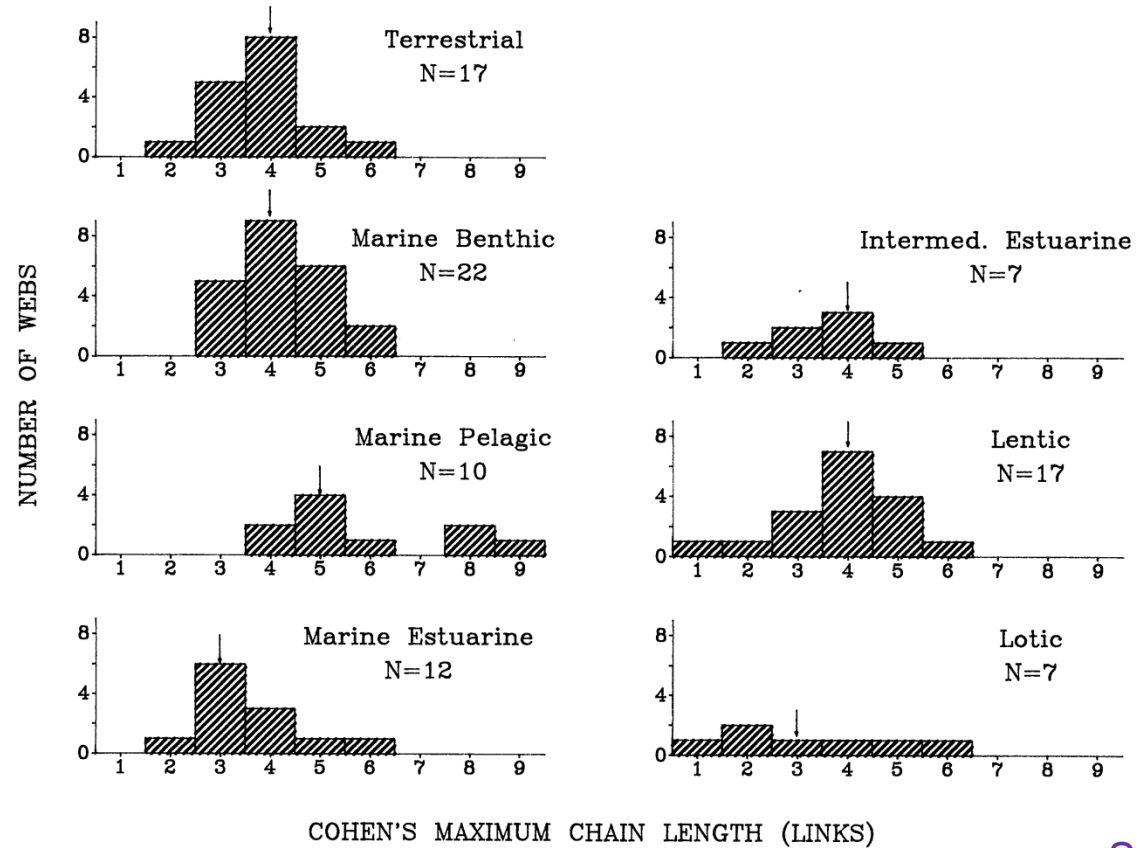 8
4
0
1 2 3 4 5 6 7 8 9
Terrestrial
N=17
8
4
0
1 2 3 4 5 6 7 8 9
Marine Benthic
N=22
8
4
0
1 2 3 4 5 6 7 8 9
Marine Pelagic
N=10
8
4
0
1 2 3 4 5 6 7 8 9
Marine Estuarine
N=12
8
4
0
1 2 3 4 5 6 7 8 9
Intermed. Estuarine
N=7
8
4
0
1 2 3 4 5 6 7 8 9
Lentic
N=17
8
4
0
1 2 3 4 5 6 7 8 9
Lotic
N=7
NUMBER OF WEBS
COHEN'S MAXIMUM CHAIN LENGTH (LINKS)